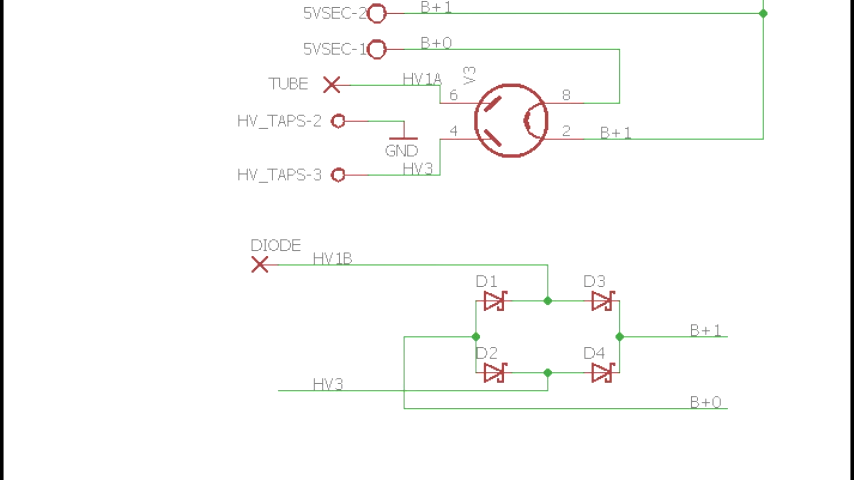 5VSEC-2 B+1
5VSEC-1 B+0
TUBE HV1A V3
6 8
HV_TAPS-2
4 2 B+1
GND
HV_TAPS-3 HV3
DIODE
HV1B
D1 D3
B+1
D2 D4
HV3
B+0